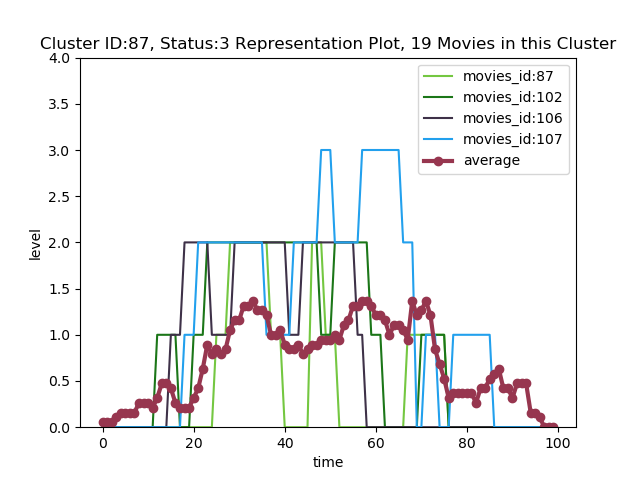 Cluster ID:87, Status:3 Representation Plot, 19 Movies in this Cluster
4.0
3.5
3.0
2.5
2.0
1.5
1.0
0.5
0.0
level
movies_id:87
movies_id:102
movies_id:106
movies_id:107
average
0 20 40 60 80 100
time